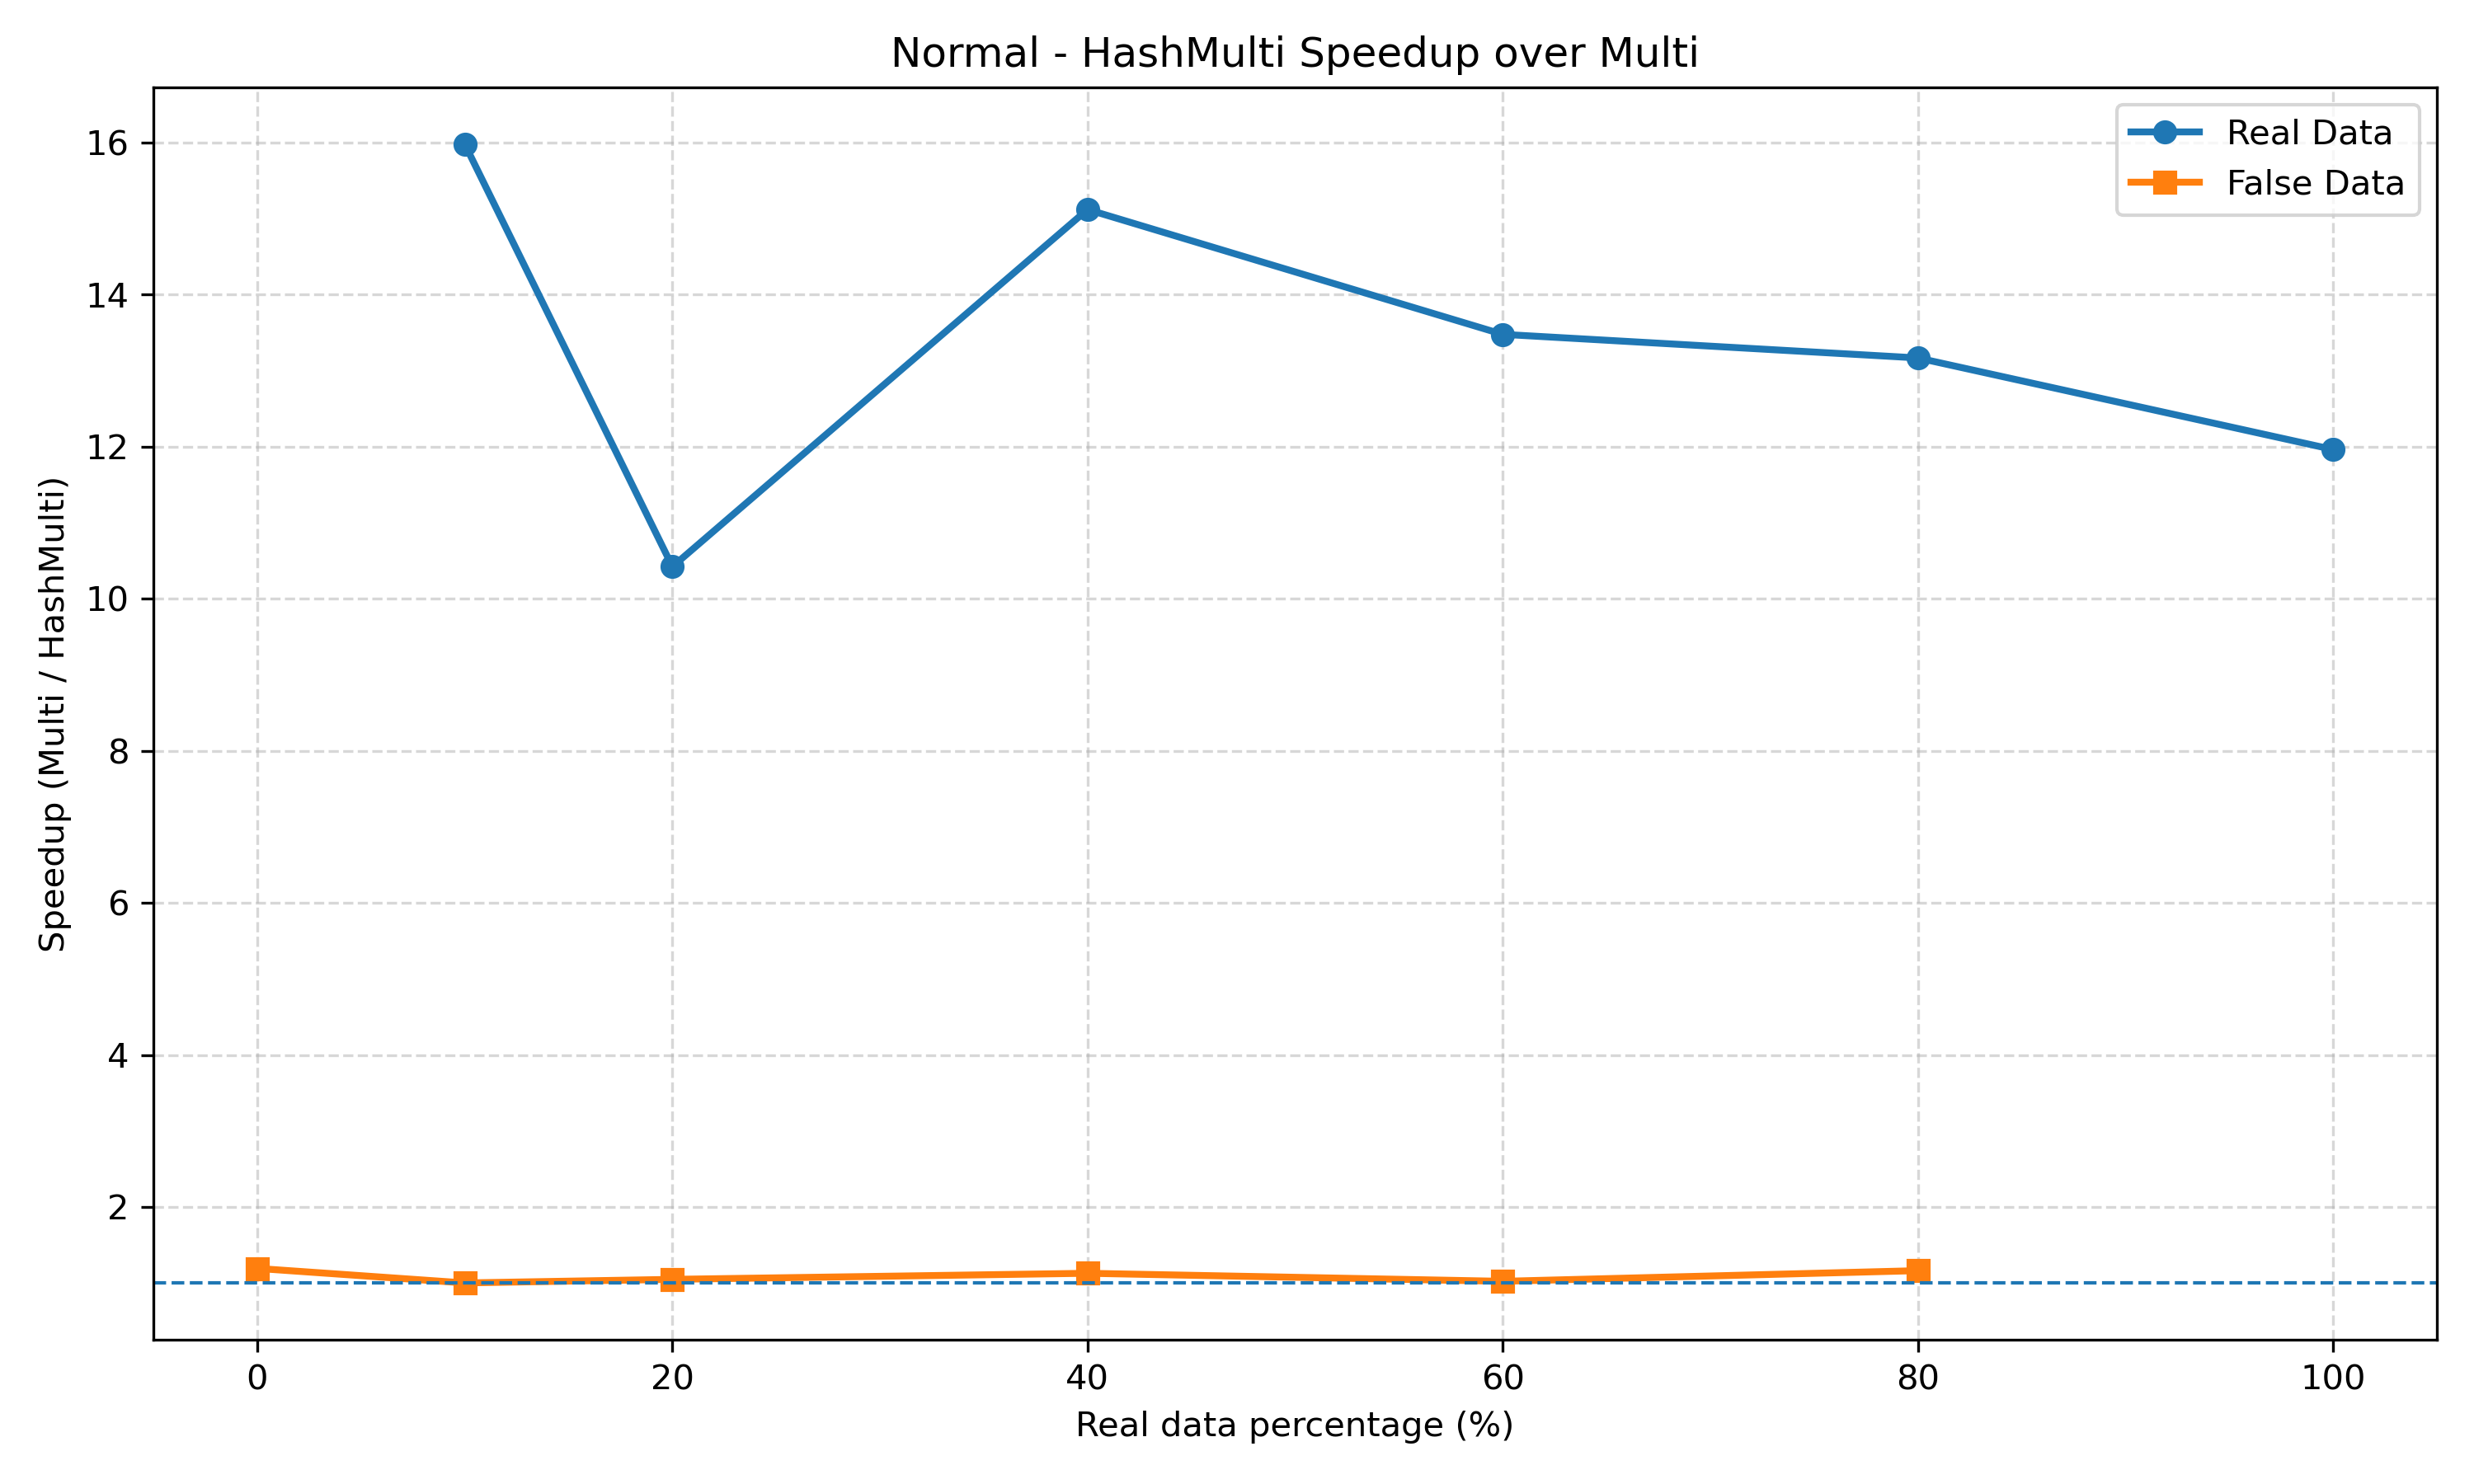 Normal - HashMulti Speedup over Multi
Real Data
False Data
Speedup (Multi / HashMulti)
16
14
12
10
8
6
4
2
0
20
40
60
80
100
Real data percentage (%)